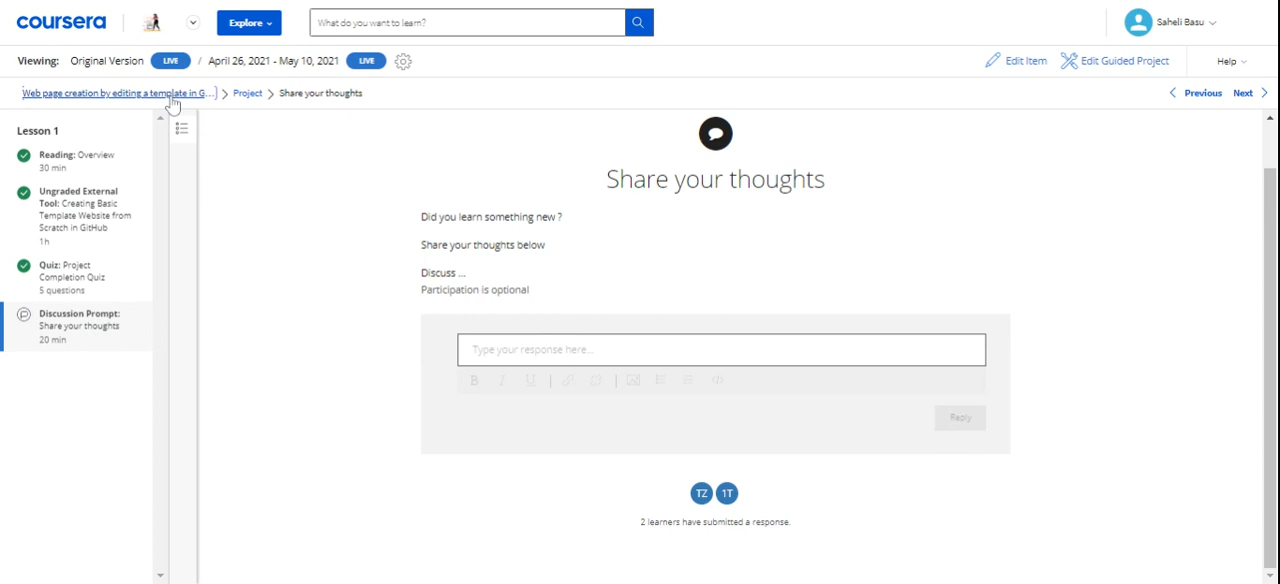 coursera
Explore
What do you want to learn?
Saheli Basu
Viewing: Original Version LIVE / April 26, 2021 - May 10, 2021 LIVE
Edit Item
Edit Guided Project
Help
Web page creation by editing a template in G...
Project
Share your thoughts
Previous
Next
Lesson 1
Reading: Overview
30 min
Ungraded External
Tool: Creating Basic
Template Website from
Scratch in GitHub
1h
Quiz: Project
Completion Quiz
5 questions
Discussion Prompt:
Share your thoughts
20 min
Share your thoughts
Did you learn something new ?
Share your thoughts below
Discuss ...
Participation is optional
Type your response here...
B I U
Reply
TZ 1T
2 learners have submitted a response.